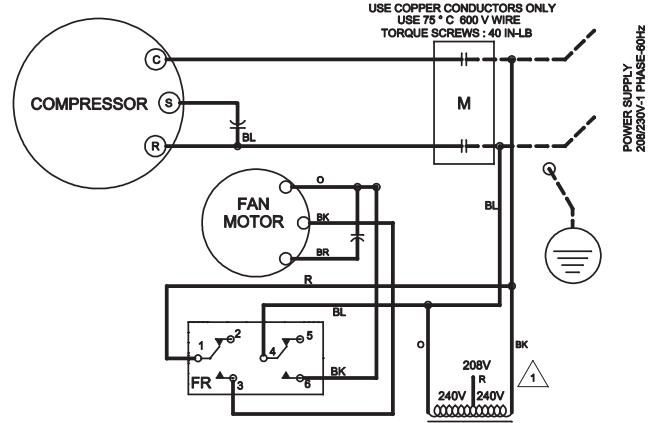 USE COPPER CONDUCTORS ONLY
USE 75 ° C 600 V WIRE
TORQUE SCREWS : 40 IN-LB
POWER SUPPLY
208/230V-1 PHASE-60Hz
C
COMPRESSOR
S
M
BL
R
O
FAN
MOTOR
BK
BL
BR
R
BL
1
2
4
5
O
BK
FR
3
6
BK
208V
R
1
240V
240V